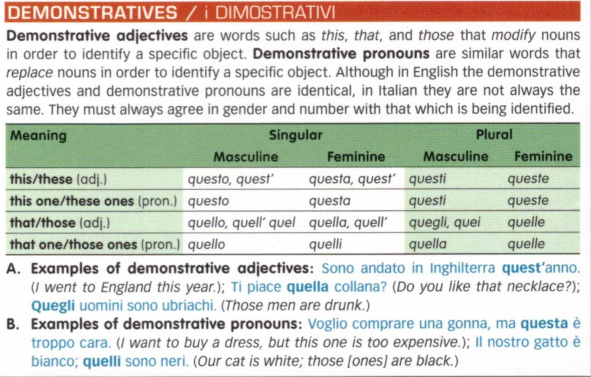 DEMONSTRATIVES / i DIMOSTRATIVI
Demonstrative adjectives are words such as this, that, and those that modify nouns
in order to identify a specific object. Demonstrative pronouns are similar words that
replace nouns in order to identify a specific object. Although in English the demonstrative
adjectives and demonstrative pronouns are identical, in Italian they are not always the
same. They must always agree in gender and number with that which is being identified.
Meaning Singular Plural
Masculine Feminine Masculine Feminine
this/these (adj.) questo, quest' questa, quest' questi queste
this one/these ones (pron.) questo questa questi queste
that/those (adj.) quello, quell' quel quella, quell' quegli, quei quelle
that one/those ones (pron.) quello quelli quella quelle
A. Examples of demonstrative adjectives: Sono andato in Inghilterra quest'anno.
(I went to England this year.); Ti piace quella collana? (Do you like that necklace?);
Quegli uomini sono ubriachi. (Those men are drunk.)
B. Examples of demonstrative pronouns: Voglio comprare una gonna, ma questa è
troppo cara. (I want to buy a dress, but this one is too expensive.); Il nostro gatto è
bianco; quelli sono neri. (Our cat is white; those [ones] are black.)